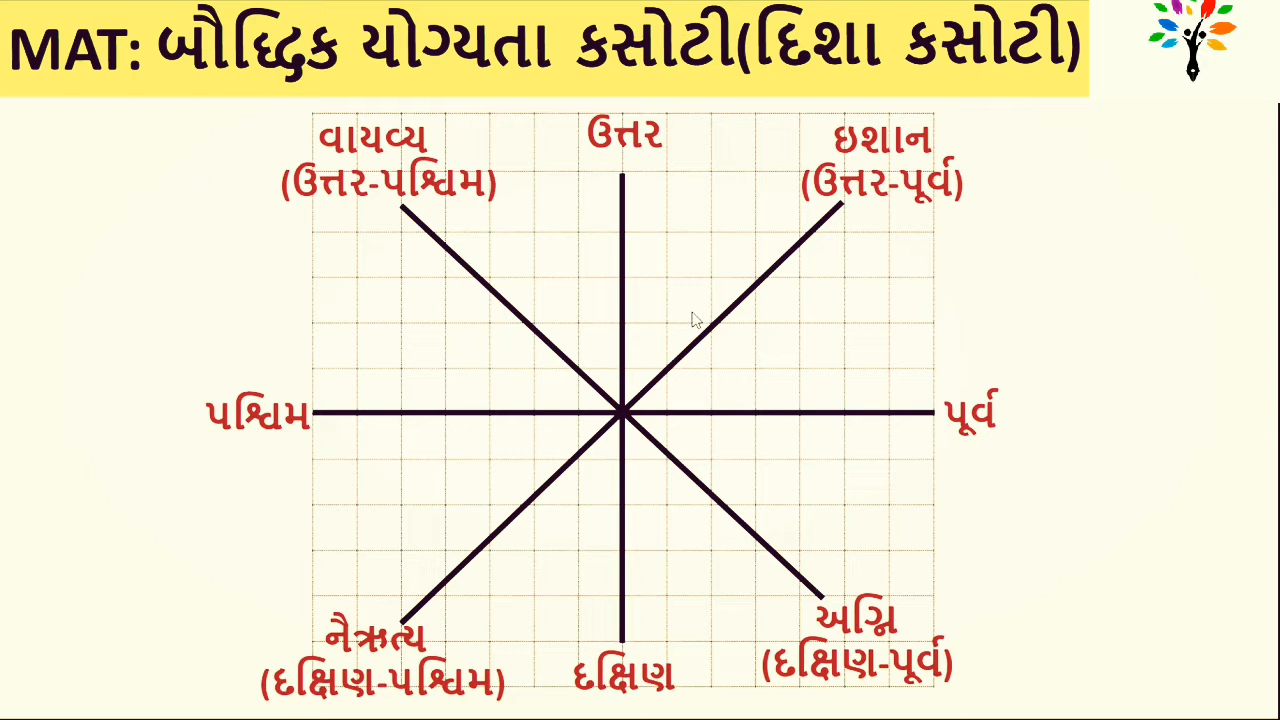 MAT: બૌદ્ધિક યોગ્યતા કસોટી(દિશા કસોટી)
વાયવ્ય
(ઉત્તર-પશ્ચિમ)
ઉત્તર
ઇશાન
(ઉત્તર-પૂર્વ)
પશ્ચિમ
પૂર્વ
નૈઋત્ય
(દક્ષિણ-પશ્ચિમ)
દક્ષિણ
અગ્નિ
(દક્ષિણ-પૂર્વ)